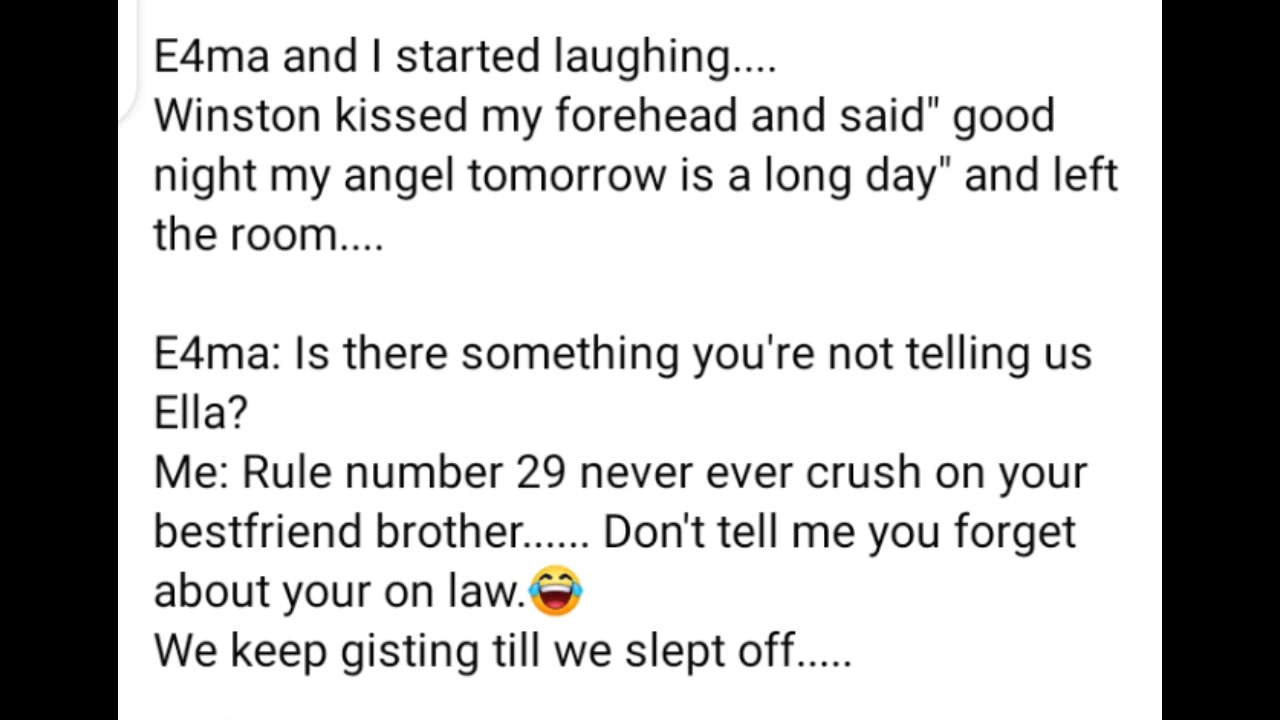 E4ma and I started laughing....
Winston kissed my forehead and said" good
night my angel tomorrow is a long day" and left
the room....
E4ma: Is there something you're not telling us
Ella?
Me: Rule number 29 never ever crush on your
bestfriend brother...... Don't tell me you forget
about your on law.😂
We keep gisting till we slept off.....